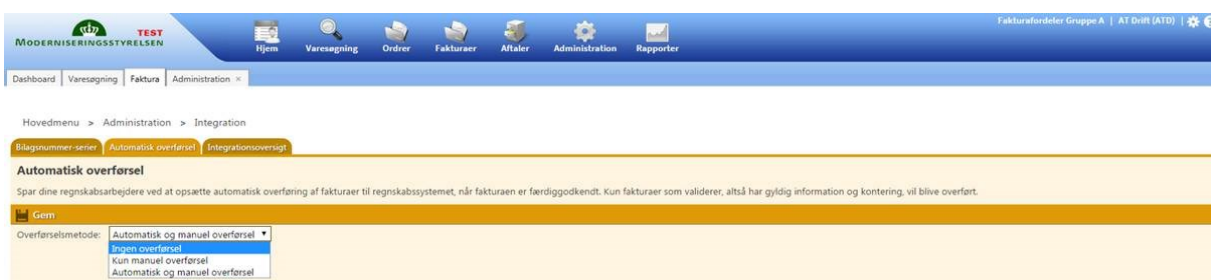 TEST
MODERNISERINGSSTYRELSEN
Hjem Varesøgning Ordrer Fakturaer Aftaler Administration Rapporter
Fakturafordeler Gruppe A | AT Drift (ATD) |
Dashboard Varesøgning Faktura Administration ×
Hovedmenu > Administration > Integration
Bilagsnummer-serier Automatisk overførsel Integrationsoversigt
Automatisk overførsel
Spar dine regnskabsarbejdere ved at opsætte automatisk overføring af fakturaer til regnskabssystemet, når fakturaen er færdiggodkendt. Kun fakturaer som validerer, altså har gyldig information og kontering, vil blive overført.
Gem
Overførselsmetode: Automatisk og manuel overførsel
Ingen overførsel
Kun manuel overførsel
Automatisk og manuel overførsel